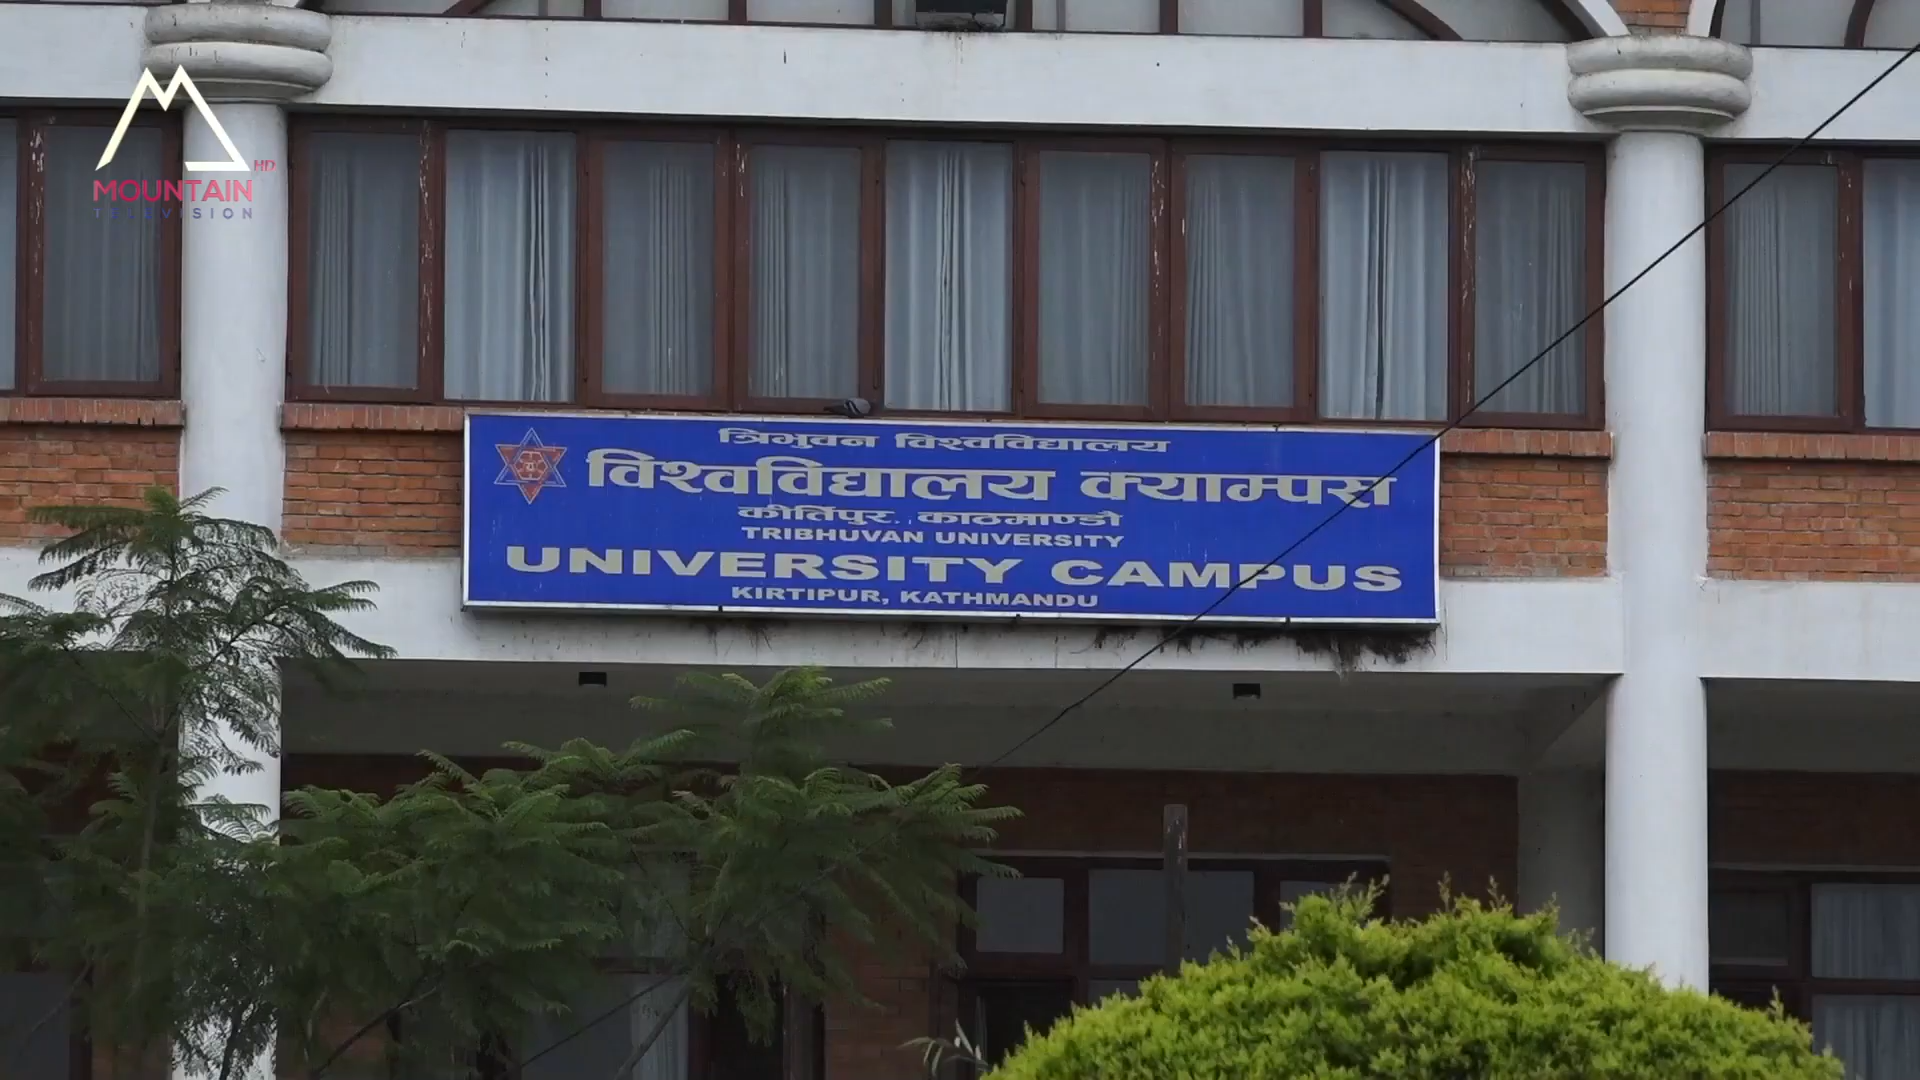 MOUNTAIN HD
TELEVISION
त्रिभुवन विश्वविद्यालय
विश्वविद्यालय क्याम्पस
कीर्तिपुर, काठमाण्डौ
TRIBHUVAN UNIVERSITY
UNIVERSITY CAMPUS
KIRTIPUR, KATHMANDU